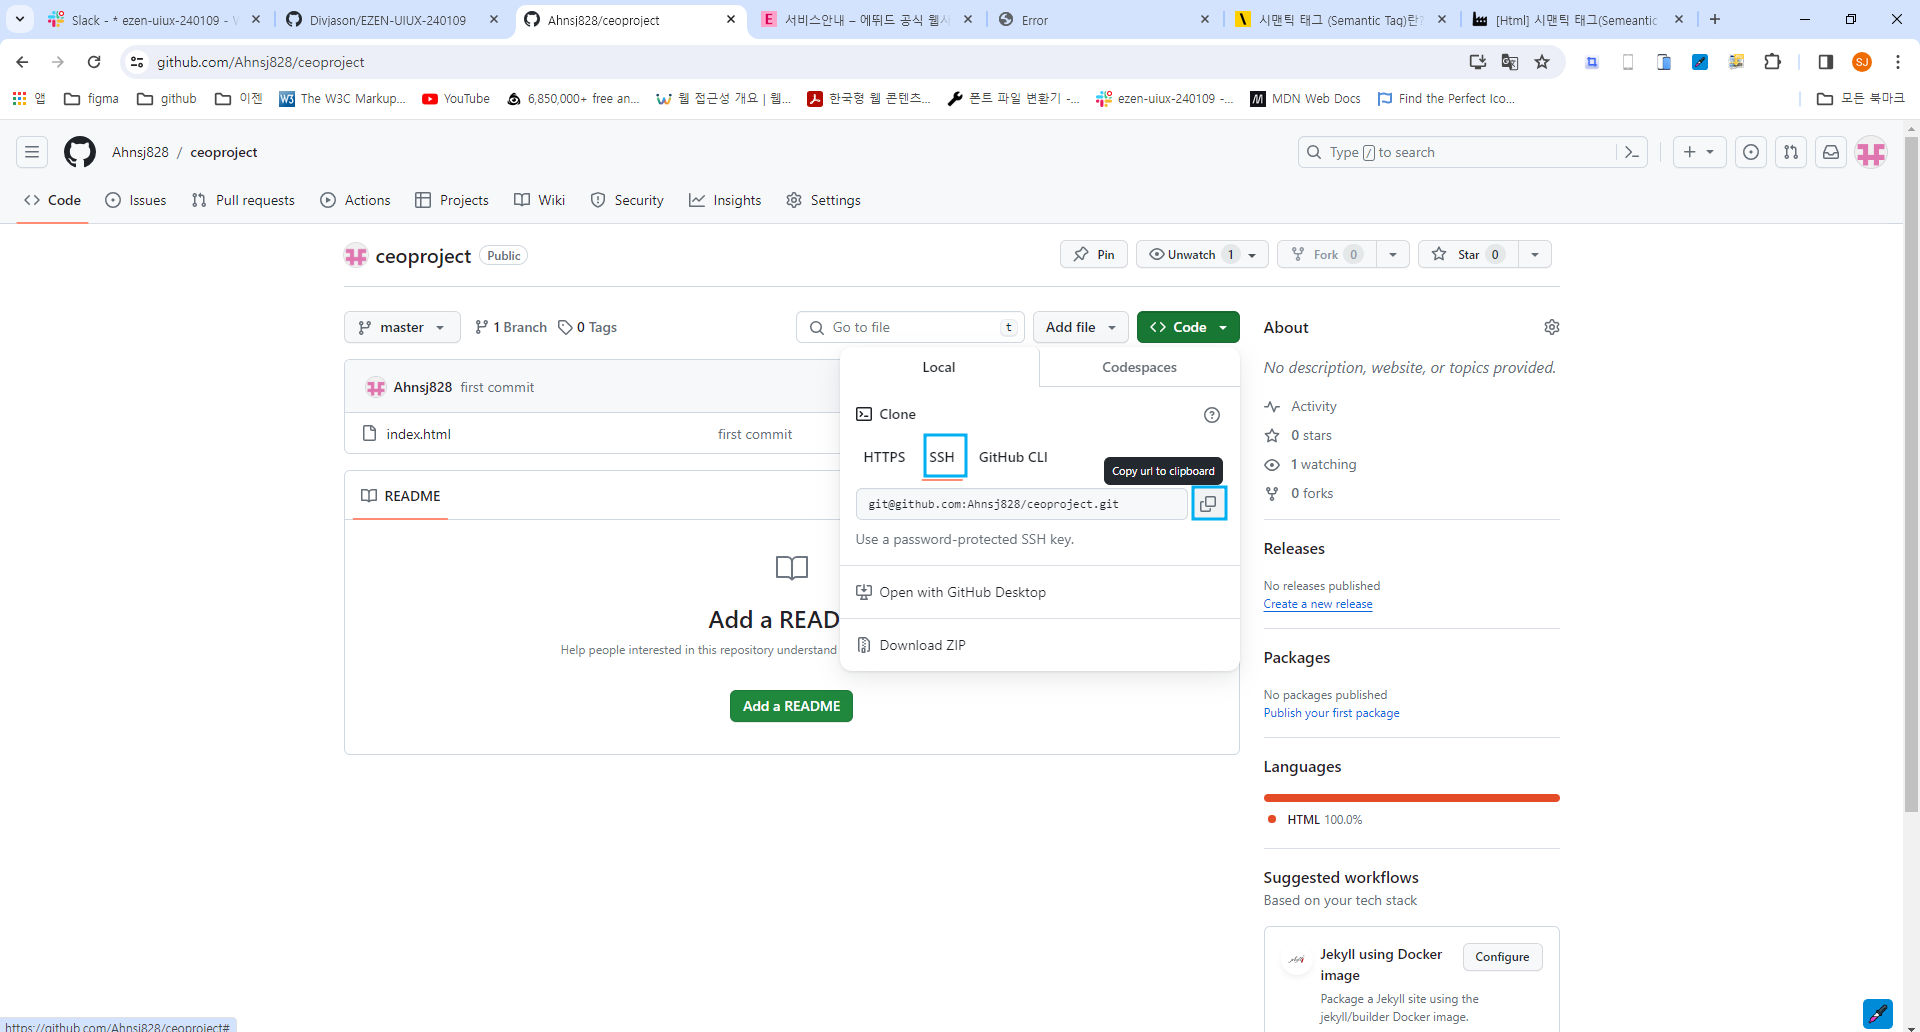 Slack - * ezen-uiux-240109 -
Divjason/EZEN-UIUX-240109
Ahnsj828/ceoproject
서비스안내 – 에뛰드 공식 웹사
Error
시맨틱 태그 (Semantic Tag)란?
[Html] 시맨틱 태그(Semeantic
github.com/Ahnsj828/ceoproject
SJ
앱
figma
github
이젠
The W3C Markup...
YouTube
6,850,000+ free an...
웹 접근성 개요 | 웹...
한국형 웹 콘텐츠...
폰트 파일 변환기 -...
ezen-uiux-240109 -...
MDN Web Docs
Find the Perfect Ico...
모든 북마크
Ahnsj828 / ceoproject
Type / to search
Code
Issues
Pull requests
Actions
Projects
Wiki
Security
Insights
Settings
ceoproject Public
Pin
Unwatch 1
Fork 0
Star 0
master
1 Branch
0 Tags
Go to file t
Add file
Code
Local
Codespaces
Ahnsj828 first commit
index.html first commit
README
Add a READ
Help people interested in this repository understand
Add a README
Clone
HTTPS
SSH
GitHub CLI
Copy url to clipboard
git@github.com:Ahnsj828/ceoproject.git
Use a password-protected SSH key.
Open with GitHub Desktop
Download ZIP
About
No description, website, or topics provided.
Activity
0 stars
1 watching
0 forks
Releases
No releases published
Create a new release
Packages
No packages published
Publish your first package
Languages
HTML 100.0%
Suggested workflows
Based on your tech stack
Jekyll using Docker
image
Configure
Package a Jekyll site using the
jekyll/builder Docker image.
https://github.com/Ahnsj828/ceoproject#